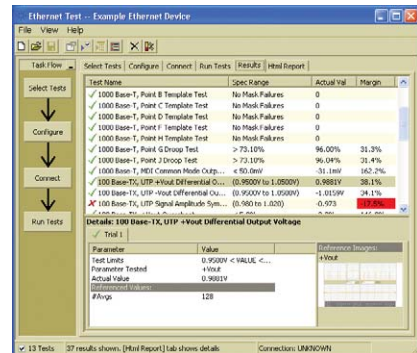 Ethernet Test -- Example Ethernet Device
File View Help
Task Flow
Select Tests
Configure
Connect
Run Tests
Select Tests Configure Connect Run Tests Results Html Report
Test Name Spec Range Actual Val Margin
1000 Base-T, Point B Template Test No Mask Failures 0
1000 Base-T, Point C Template Test No Mask Failures 0
1000 Base-T, Point D Template Test No Mask Failures 0
1000 Base-T, Point F Template Test No Mask Failures 0
1000 Base-T, Point H Template Test No Mask Failures 0
1000 Base-T, Point G Droop Test > 73.10% 96.00% 31.3%
1000 Base-T, Point J Droop Test > 73.10% 96.04% 31.4%
1000 Base-T, MDI Common Mode Outp... < 50.0mV -31.1mV 162.2%
100 Base-TX, UTP +Vout Differential O... (0.9500V to 1.0500V) 0.9881V 38.1%
100 Base-TX, UTP -Vout Differential Ou... (0.9500V to 1.0500V) -1.0159V 34.1%
100 Base-TX, UTP Signal Amplitude Sym... (0.980 to 1.020) -0.973 -17.5%
Details: 100 Base-TX, UTP +Vout Differential Output Voltage
Trial 1
Parameter Value
Test Limits 0.9500V < VALUE <...
Parameter Tested +Vout
Actual Value 0.9881V
Referenced Values:
#Avgs 128
Reference Images:
+Vout
13 Tests 37 results shown. [Html Report] tab shows details Connection: UNKNOWN